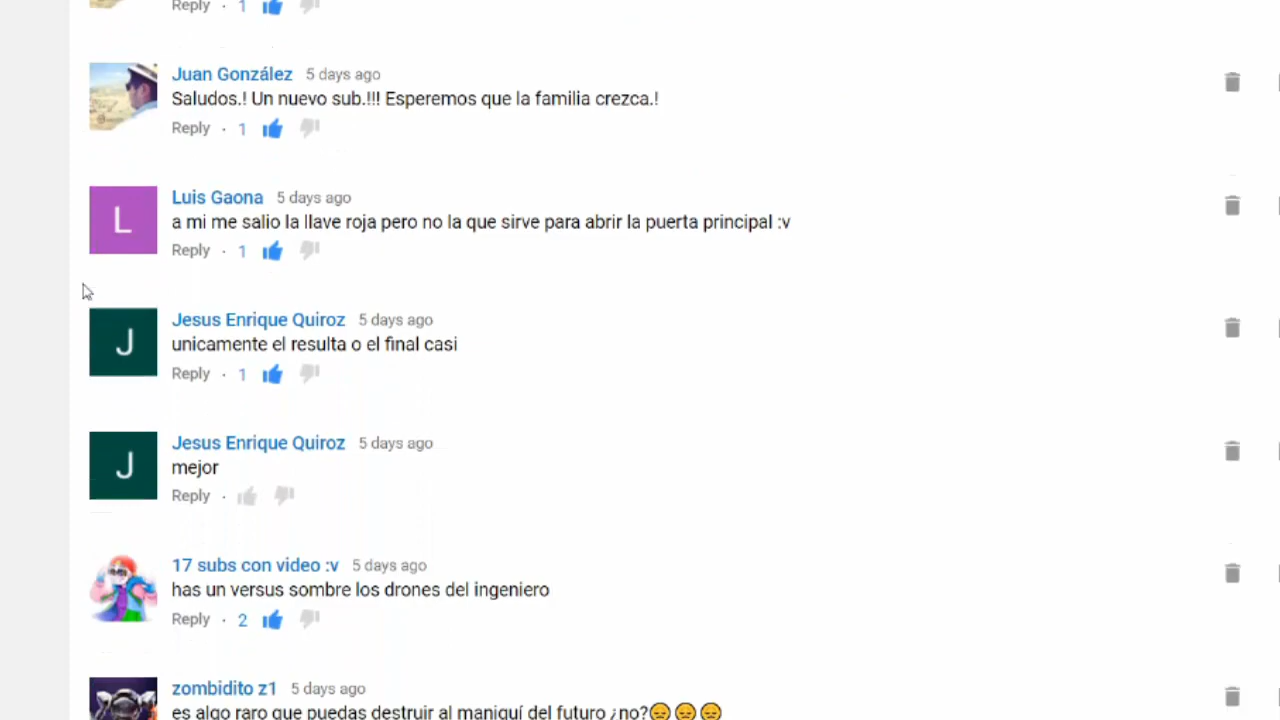 Reply · 1
Juan González 5 days ago
Saludos.! Un nuevo sub.!!! Esperemos que la familia crezca.!
Reply · 1
L
Luis Gaona 5 days ago
a mi me salio la llave roja pero no la que sirve para abrir la puerta principal :v
Reply · 1
J
Jesus Enrique Quiroz 5 days ago
unicamente el resulta o el final casi
Reply · 1
J
Jesus Enrique Quiroz 5 days ago
mejor
Reply ·
17 subs con video :v 5 days ago
has un versus sombre los drones del ingeniero
Reply · 2
zombidito z1 5 days ago
es algo raro que puedas destruir al maniquí del futuro ¿no?😞😞😞